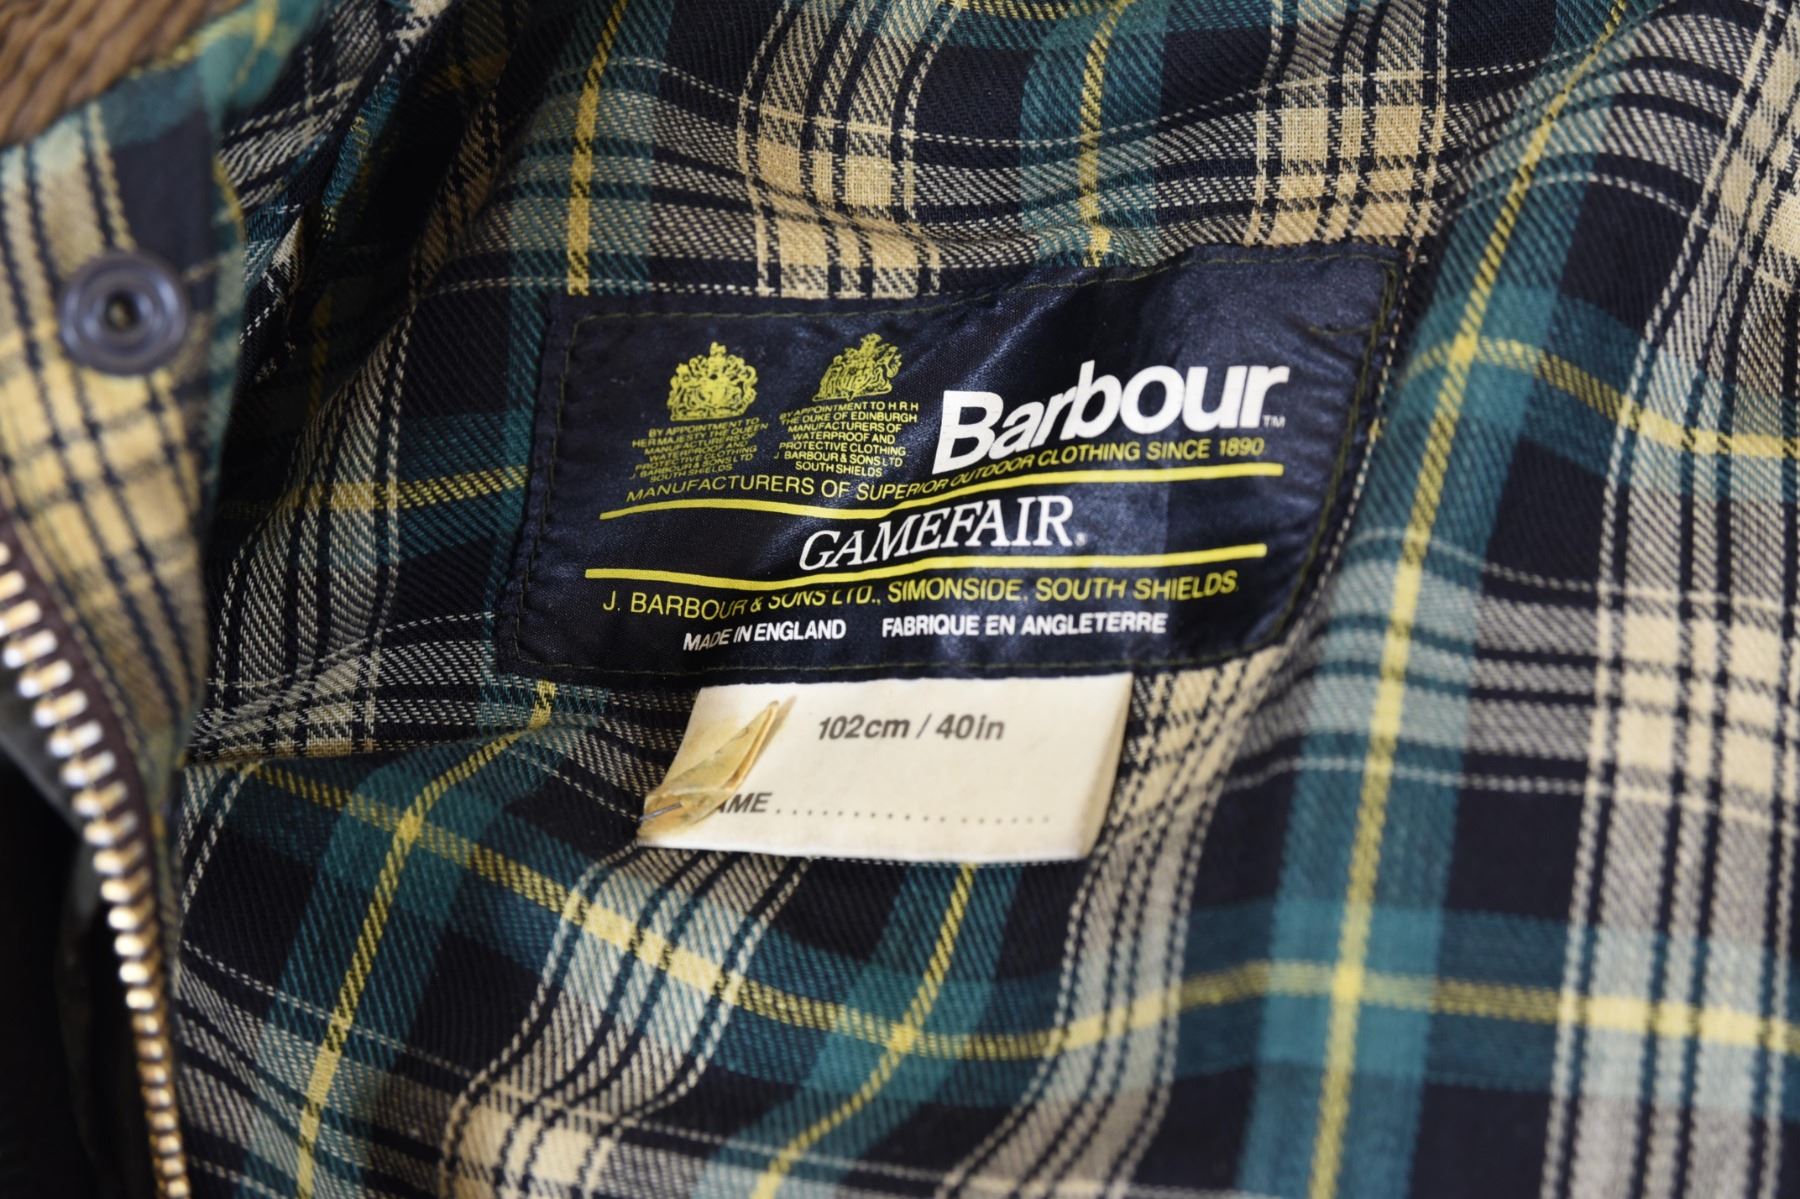 BY APPOINTMENT TO
HER MAJESTY THE QUEEN
MANUFACTURERS OF
WATERPROOF AND
PROTECTIVE CLOTHING
J BARBOUR & SONS LTD
SOUTH SHIELDS
BY APPOINTMENT TO H R H
THE DUKE OF EDINBURGH
MANUFACTURERS OF
WATERPROOF AND
PROTECTIVE CLOTHING
J BARBOUR & SONS LTD
SOUTH SHIELDS
Barbour™
MANUFACTURERS OF SUPERIOR OUTDOOR CLOTHING SINCE 1890
GAMEFAIR®
J. BARBOUR & SONS LTD., SIMONSIDE, SOUTH SHIELDS.
MADE IN ENGLAND FABRIQUE EN ANGLETERRE
102cm / 40in
AME....................